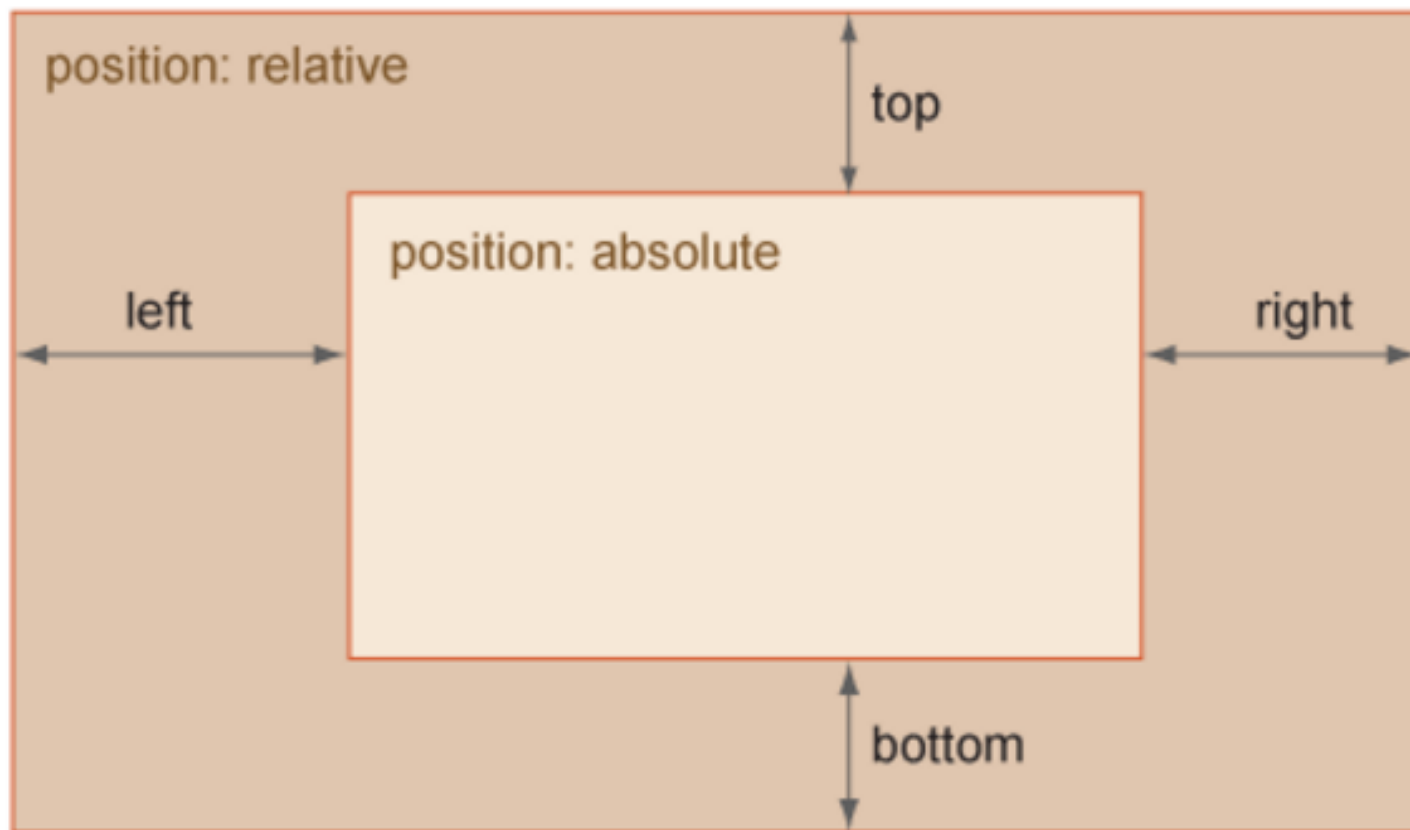 position: relative
top
position: absolute
left
right
bottom